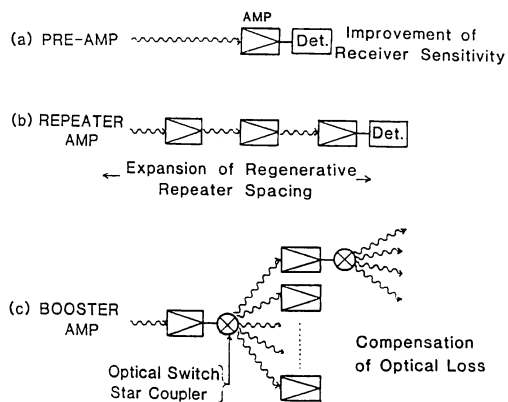 AMP
(a) PRE-AMP
Det.
Improvement of
Receiver Sensitivity
(b) REPEATER
AMP
Det.
Expansion of Regenerative
Repeater Spacing
(c) BOOSTER
AMP
Optical Switch
Star Coupler
Compensation
of Optical Loss